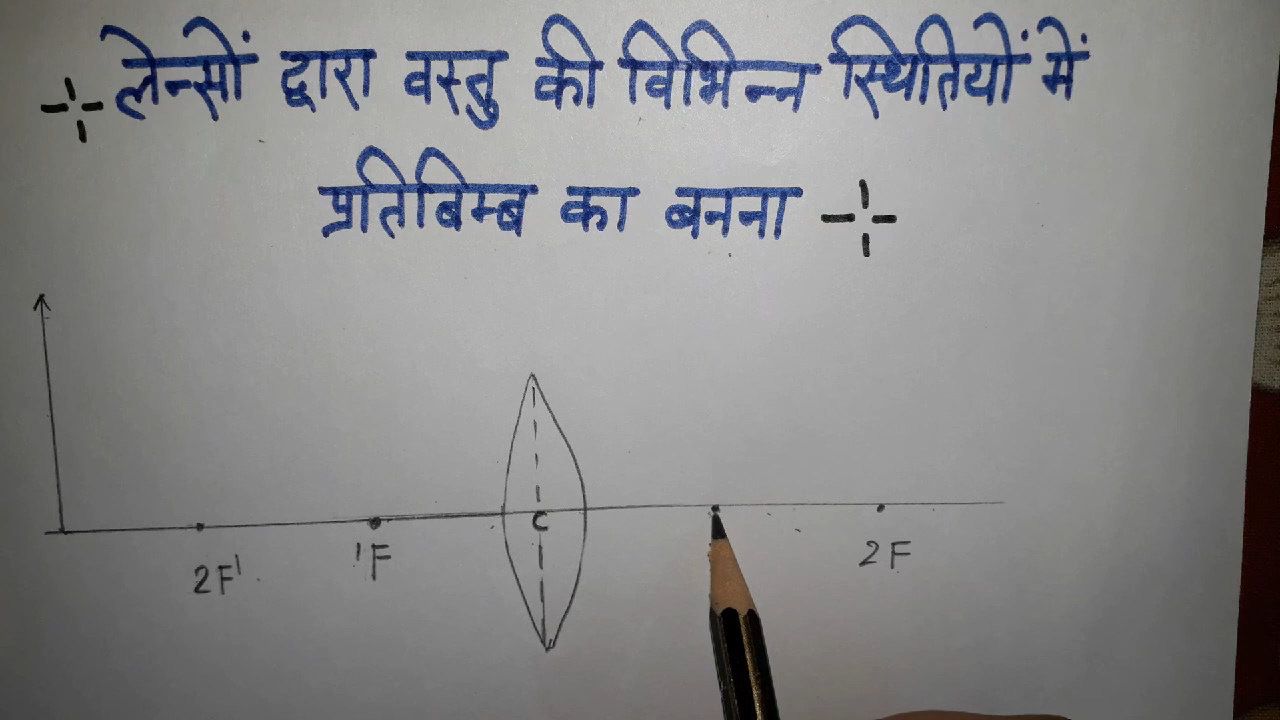 लेन्सों द्वारा वस्तु की विभिन्न स्थितियों में
प्रतिबिम्ब का बनना
C
2F' 'F 2F